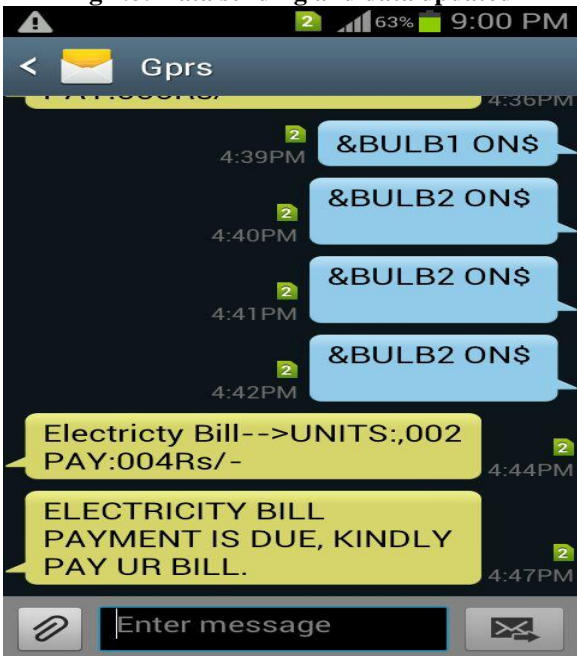 2 63% 9:00 PM
< Gprs
4:36PM
2
4:39PM &BULB1 ON$
2
4:40PM &BULB2 ON$
2
4:41PM &BULB2 ON$
2
4:42PM &BULB2 ON$
Electricty Bill-->UNITS:,002
PAY:004Rs/-
2
4:44PM
ELECTRICITY BILL
PAYMENT IS DUE, KINDLY
PAY UR BILL.
2
4:47PM
Enter message